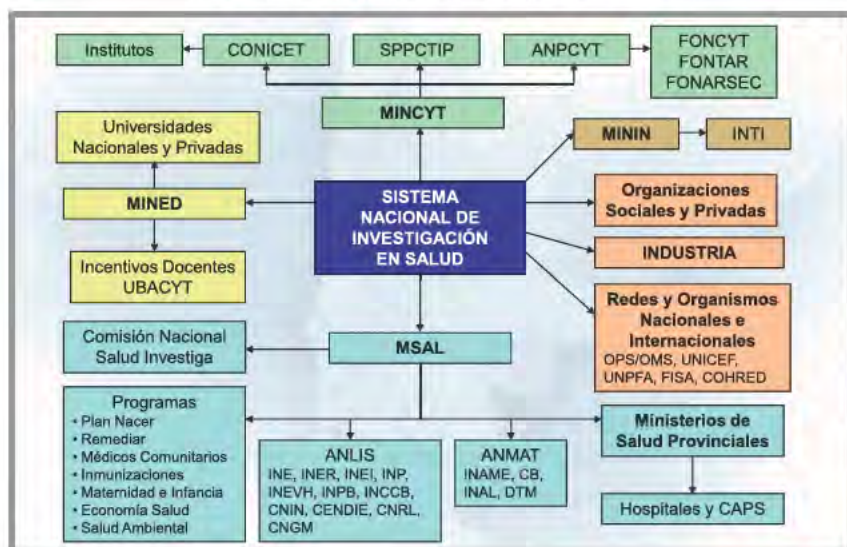 Institutos
CONICET
SPPCTIP
ANPCYT
FONCYT
FONTAR
FONARSEC
MINCYT
Universidades
Nacionales y Privadas
MININ
INTI
MINED
SISTEMA
NACIONAL DE
INVESTIGACIÓN
EN SALUD
Organizaciones
Sociales y Privadas
INDUSTRIA
Incentivos Docentes
UBACYT
Redes y Organismos
Nacionales e
Internacionales
OPS/OMS, UNICEF,
UNPFA, FISA, COHRED
Comisión Nacional
Salud Investiga
MSAL
Programas
• Plan Nacer
• Remediar
• Médicos Comunitarios
• Inmunizaciones
• Maternidad e Infancia
• Economía Salud
• Salud Ambiental
ANLIS
INE, INER, INEI, INP,
INEVH, INPB, INCCB,
CNIN, CENDIE, CNRL,
CNGM
ANMAT
INAME, CB,
INAL, DTM
Ministerios de
Salud Provinciales
Hospitales y CAPS